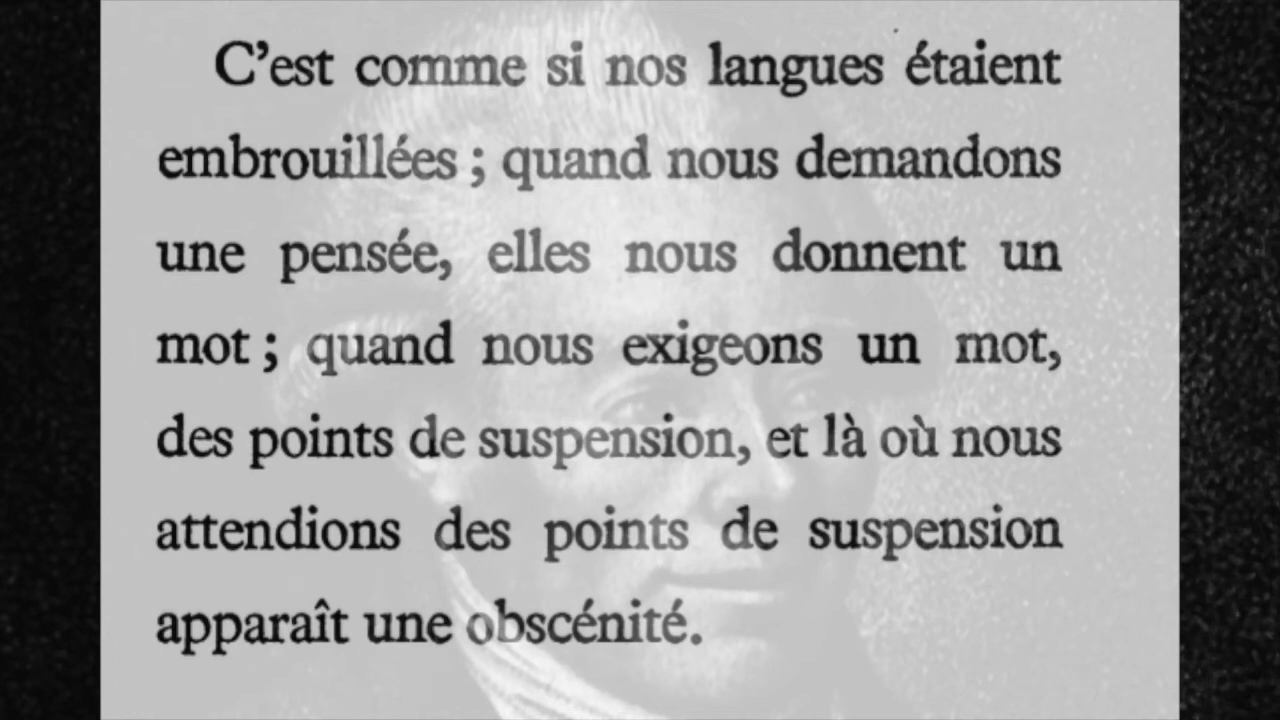 C’est comme si nos langues étaient
embrouillées ; quand nous demandons
une pensée, elles nous donnent un
mot ; quand nous exigeons un mot,
des points de suspension, et là où nous
attendions des points de suspension
apparaît une obscénité.